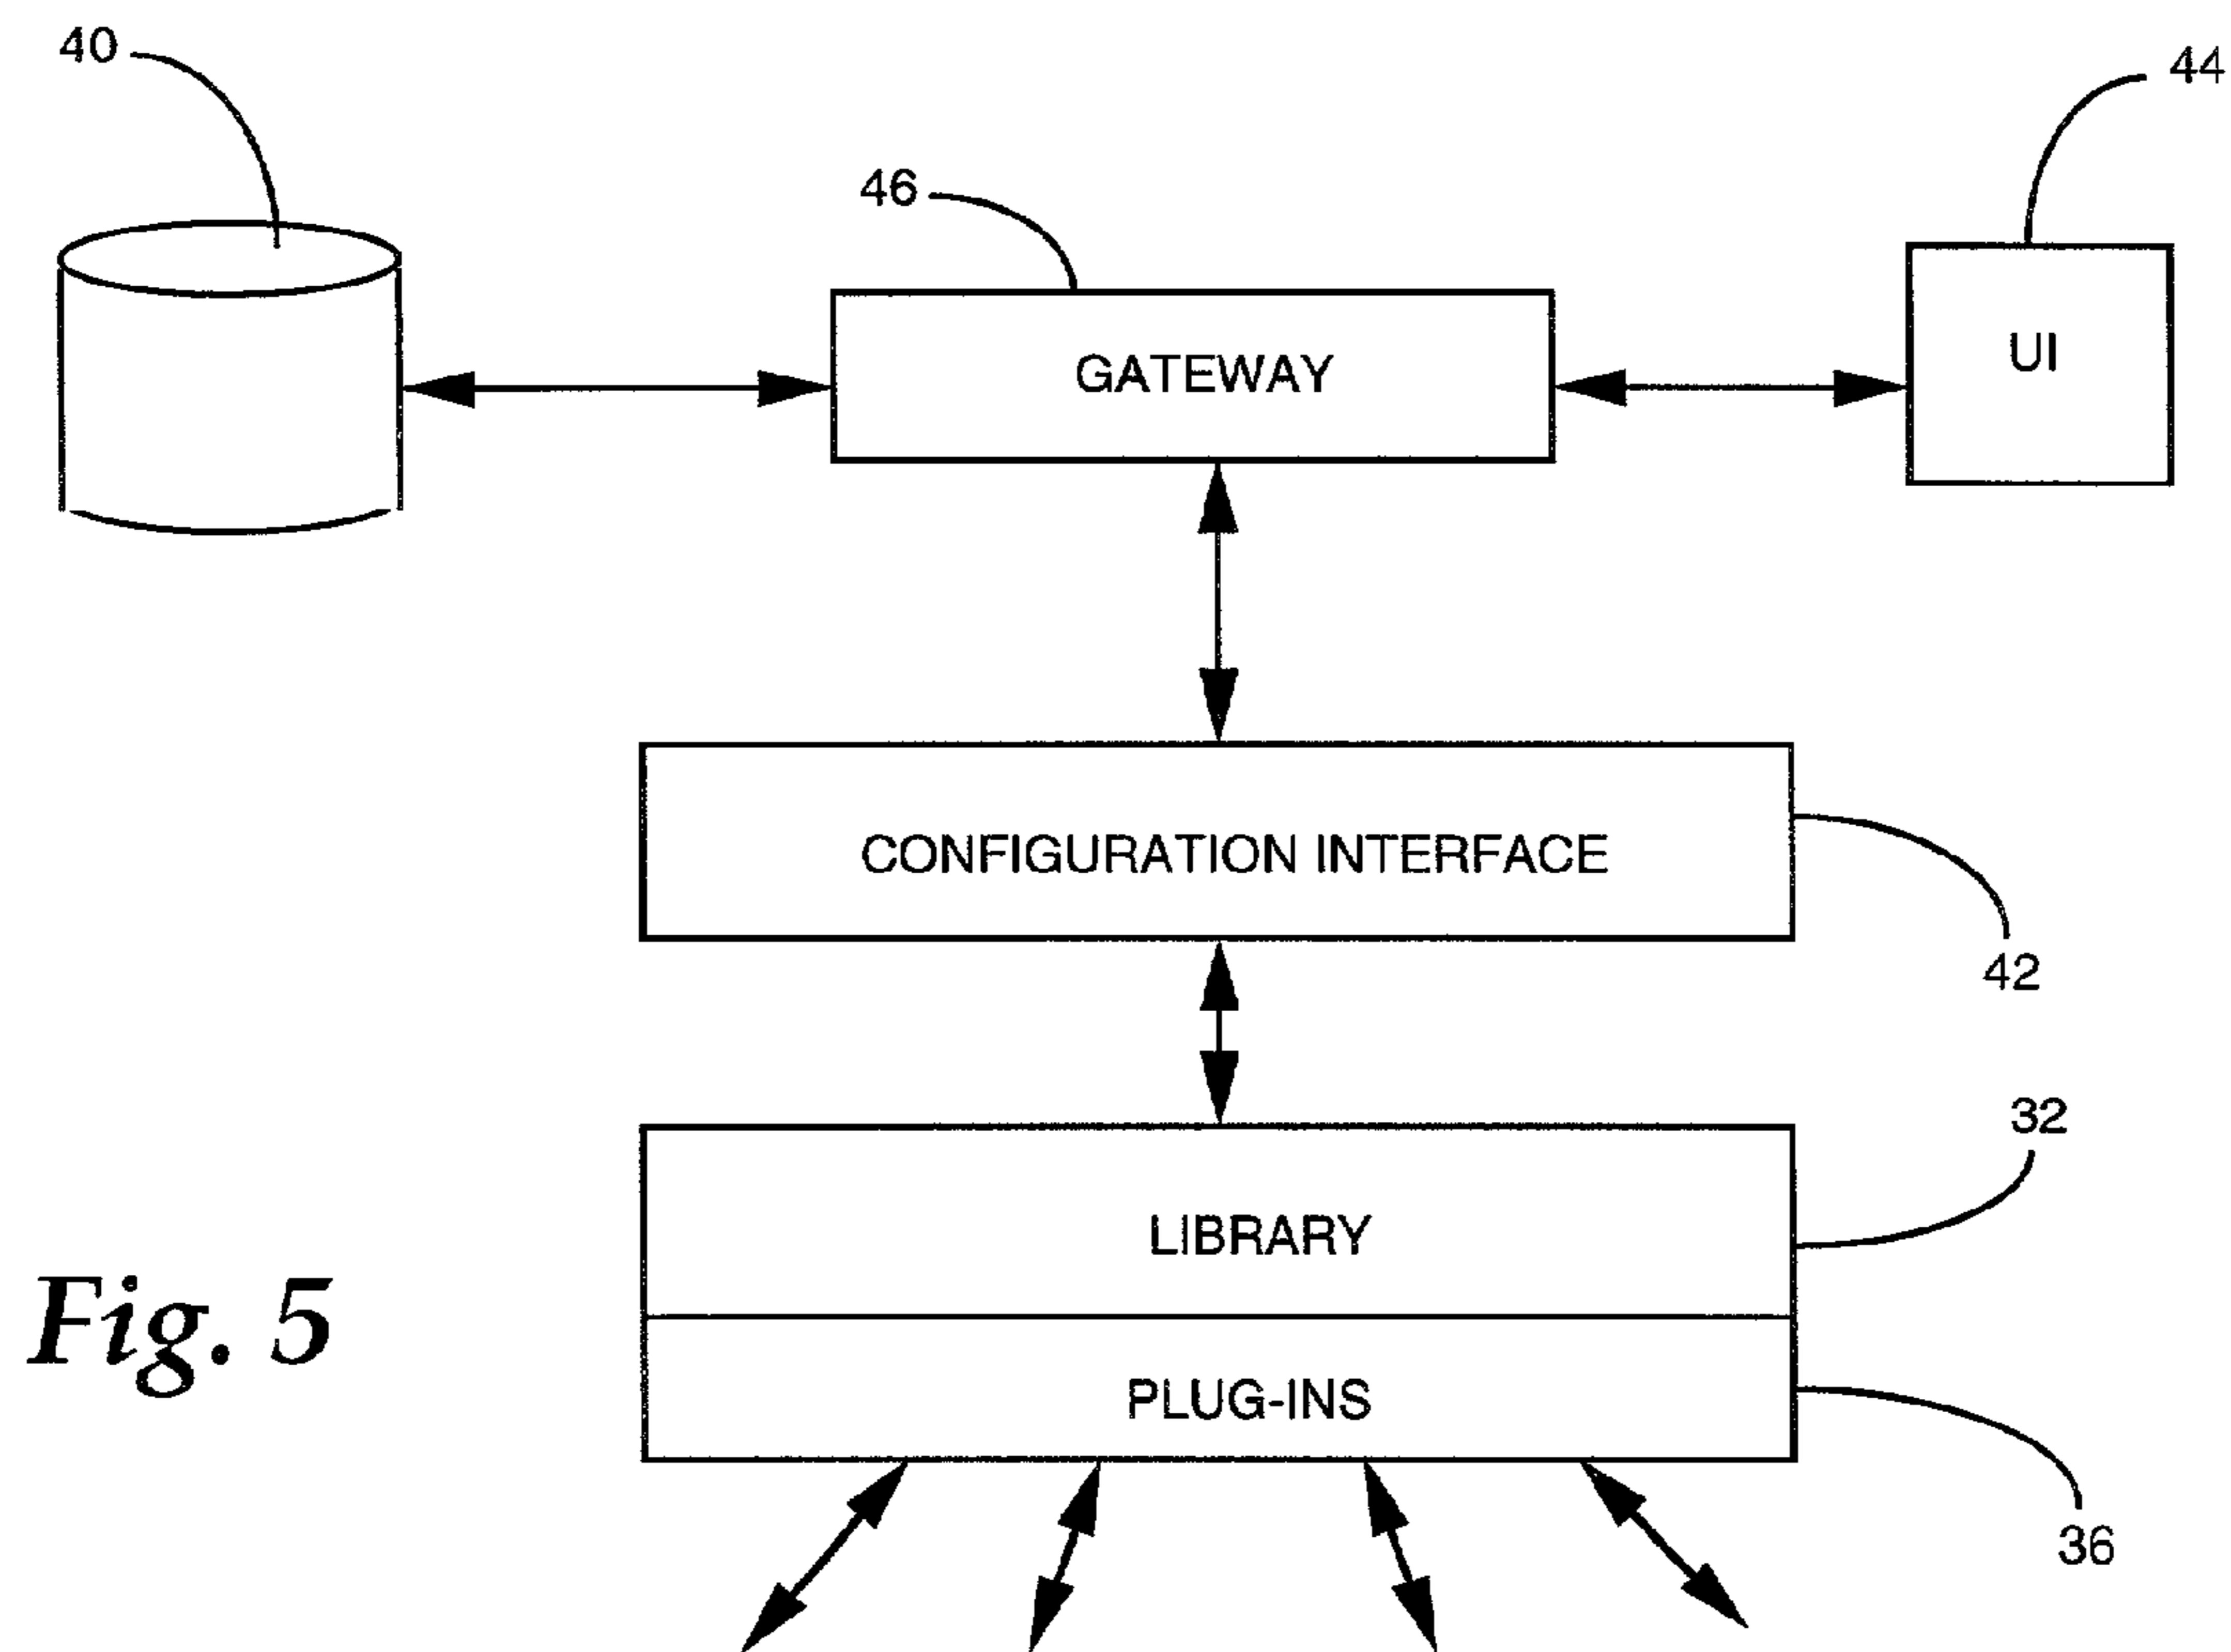 40
44
46
GATEWAY
UI
CONFIGURATION INTERFACE
42
32
LIBRARY
Fig. 5
PLUG-INS
36